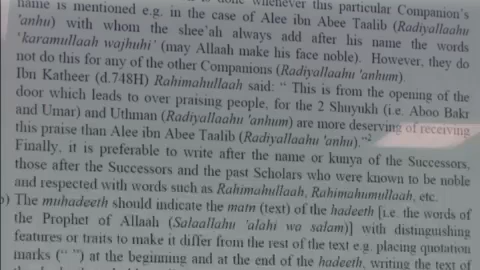 is done whenever this particular Companion's
name is mentioned e.g. in the case of Alee ibn Abee Taalib (Radiyallaahu
'anhu) with whom the shee'ah always add after his name the words
'karamullaah wajhuhi' (may Allaah make his face noble). However, they do
not do this for any of the other Companions (Radiyallaahu 'anhum).
Ibn Katheer (d.748H) Rahimahullaah said: “ This is from the opening of the
door which leads to over praising people, for the 2 Shuyukh (i.e. Aboo Bakr
and Umar) and Uthman (Radiyallaahu 'anhum) are more deserving of receiving
this praise than Alee ibn Abee Taalib (Radiyallaahu 'anhu).”2
Finally, it is preferable to write after the name or kunya of the Successors,
those after the Successors and the past Scholars who were known to be noble
and respected with words such as Rahimahullaah, Rahimahumullaah, etc.
) The muhadeeth should indicate the matn (text) of the hadeeth [i.e. the words of
the Prophet of Allaah (Salaallahu 'alahi wa salam)] with distinguishing
features or traits to make it differ from the rest of the text e.g. placing quotation
marks (“ ”) at the beginning and at the end of the hadeeth, writing the text of